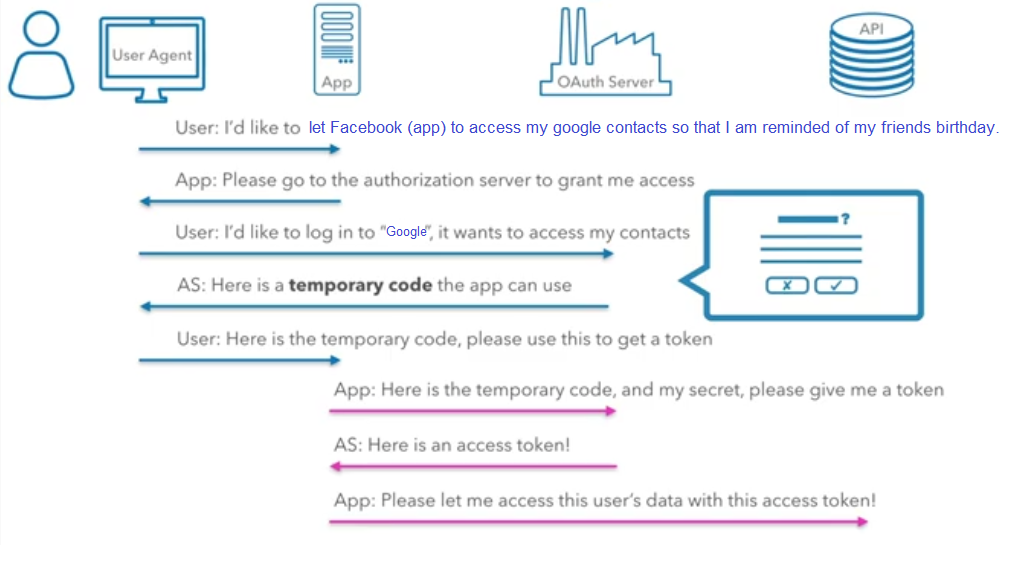 User Agent
App
OAuth Server
API
User: I'd like to let Facebook (app) to access my google contacts so that I am reminded of my friends birthday.
App: Please go to the authorization server to grant me access
?
User: I'd like to log in to "Google", it wants to access my contacts
✗ ✓
AS: Here is a temporary code the app can use
User: Here is the temporary code, please use this to get a token
App: Here is the temporary code, and my secret, please give me a token
AS: Here is an access token!
App: Please let me access this user's data with this access token!